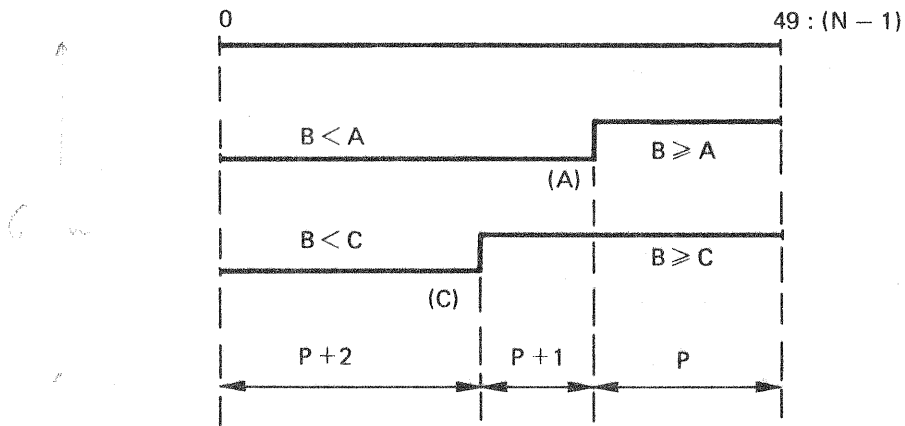 0 49 : (N − 1)
B < A
B ⩾ A
(A)
B < C
B ⩾ C
(C)
P + 2 P + 1 P